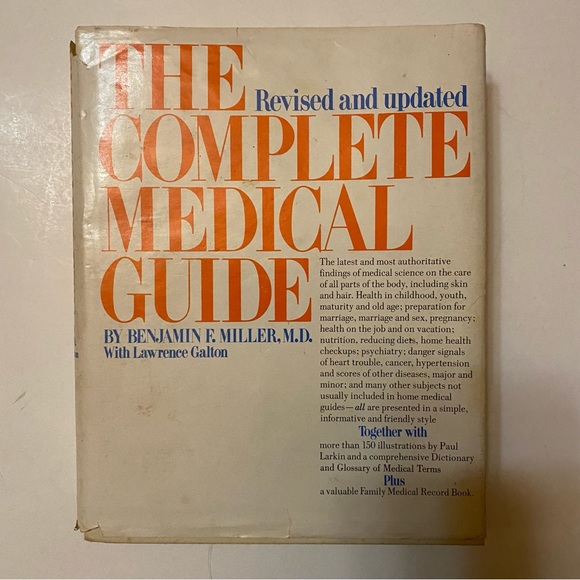 THE
Revised and updated
COMPLETE
MEDICAL
GUIDE
BY BENJAMIN F. MILLER, M.D.
With Lawrence Galton
The latest and most authoritative
findings of medical science on the care
of all parts of the body, including skin
and hair. Health in childhood, youth,
maturity and old age; preparation for
marriage, marriage and sex, pregnancy;
health on the job and on vacation;
nutrition, reducing diets, home health
checkups; psychiatry; danger signals
of heart trouble, cancer, hypertension
and scores of other diseases, major and
minor; and many other subjects not
usually included in home medical
guides—all are presented in a simple,
informative and friendly style
Together with
more than 150 illustrations by Paul
Larkin and a comprehensive Dictionary
and Glossary of Medical Terms
Plus
a valuable Family Medical Record Book.